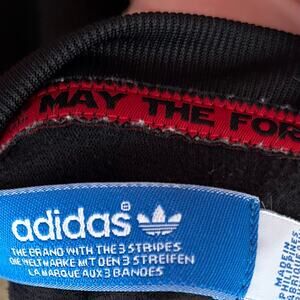 MAY THE FOR
adidas®
THE BRAND WITH THE 3 STRIPES
DIE WELTMARKE MIT DEN 3 STREIFEN
LA MARQUE AUX 3 BANDES
MADE IN